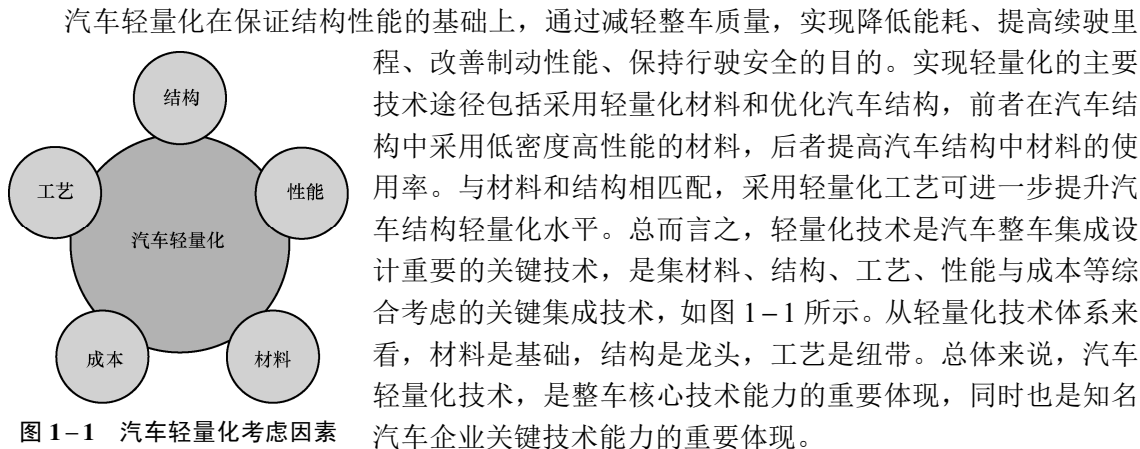 汽车轻量化在保证结构性能的基础上，通过减轻整车质量，实现降低能耗、提高续驶里
程、改善制动性能、保持行驶安全的目的。实现轻量化的主要
技术途径包括采用轻量化材料和优化汽车结构，前者在汽车结
构中采用低密度高性能的材料，后者提高汽车结构中材料的使
用率。与材料和结构相匹配，采用轻量化工艺可进一步提升汽
车结构轻量化水平。总而言之，轻量化技术是汽车整车集成设
计重要的关键技术，是集材料、结构、工艺、性能与成本等综
合考虑的关键集成技术，如图1-1所示。从轻量化技术体系来
看，材料是基础，结构是龙头，工艺是纽带。总体来说，汽车
轻量化技术，是整车核心技术能力的重要体现，同时也是知名
汽车企业关键技术能力的重要体现。
结构
工艺
性能
汽车轻量化
成本
材料
图1-1 汽车轻量化考虑因素